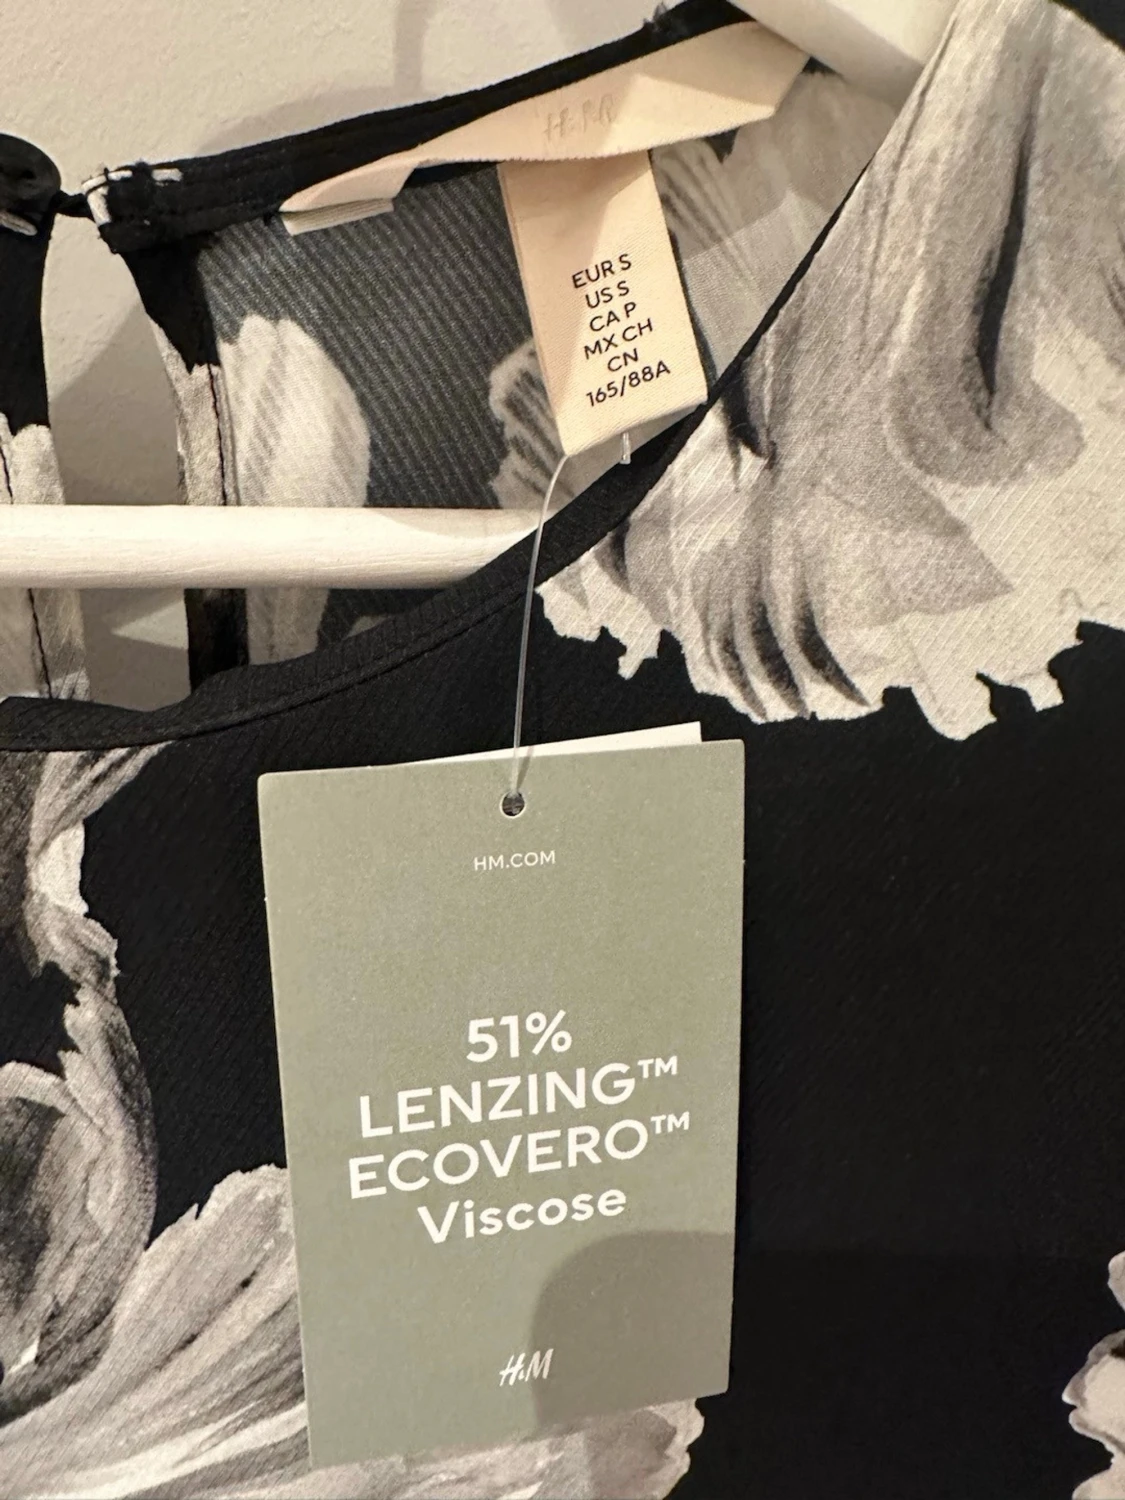 EUR S
US S
CA P
MX CH
CN
165/88A
HM.COM
51%
LENZING™
ECOVERO™
Viscose
H&M